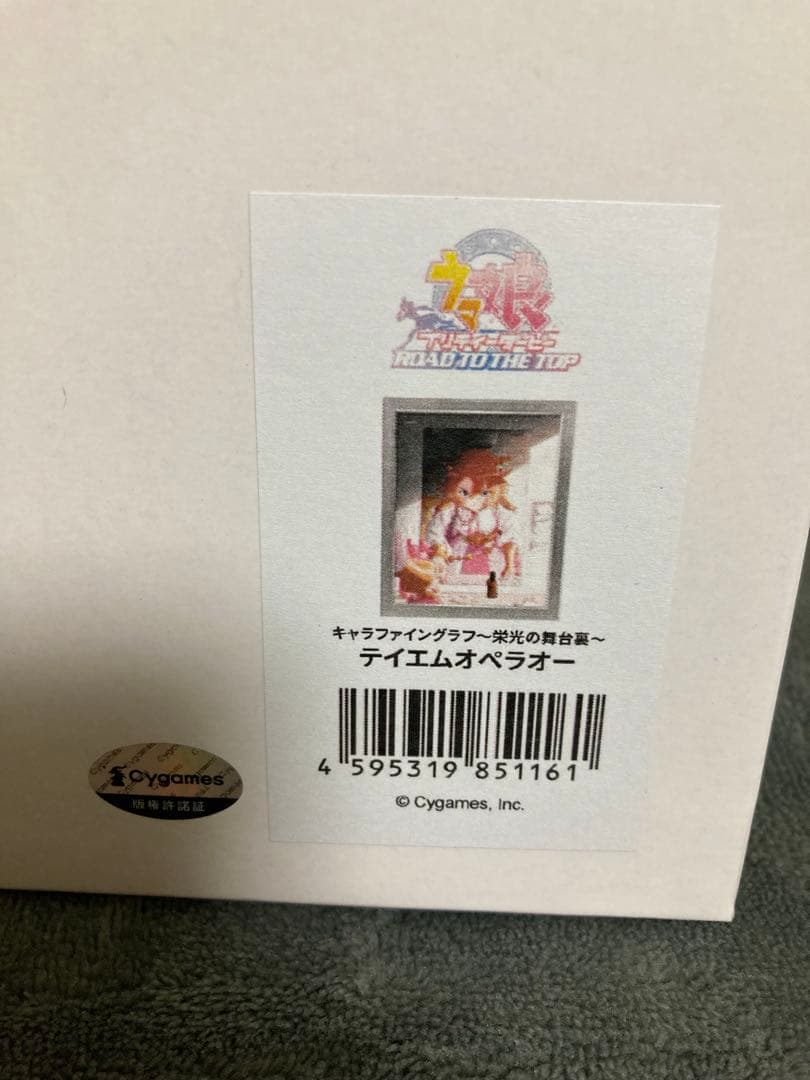 ウマ娘
プリティーダービー
ROAD TO THE TOP
キャラファイングラフ～栄光の舞台裏～
テイエムオペラオー
4 595319 851161
© Cygames, Inc.
Cygames
版権許諾証